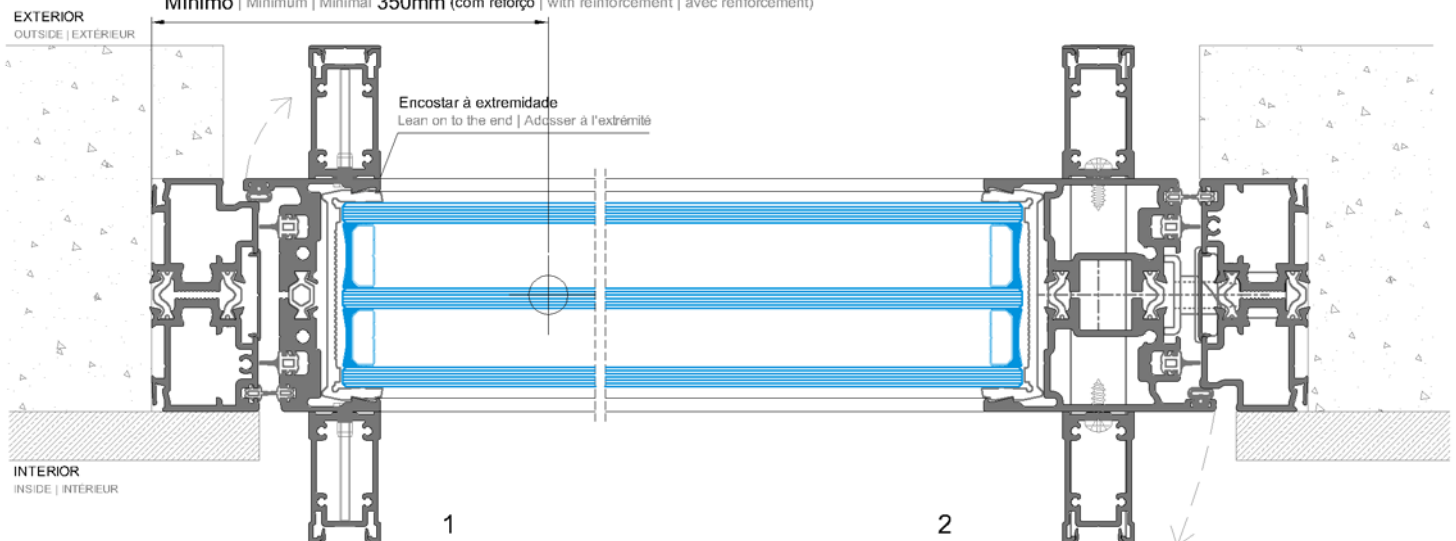 Mínimo | Minimum | Minimal 350mm (com reforço | with reinforcement | avec renforcement)
EXTERIOR
OUTSIDE | EXTÉRIEUR
Encostar à extremidade
Lean on to the end | Adosser à l'extrémité
INTERIOR
INSIDE | INTÉRIEUR
1 2